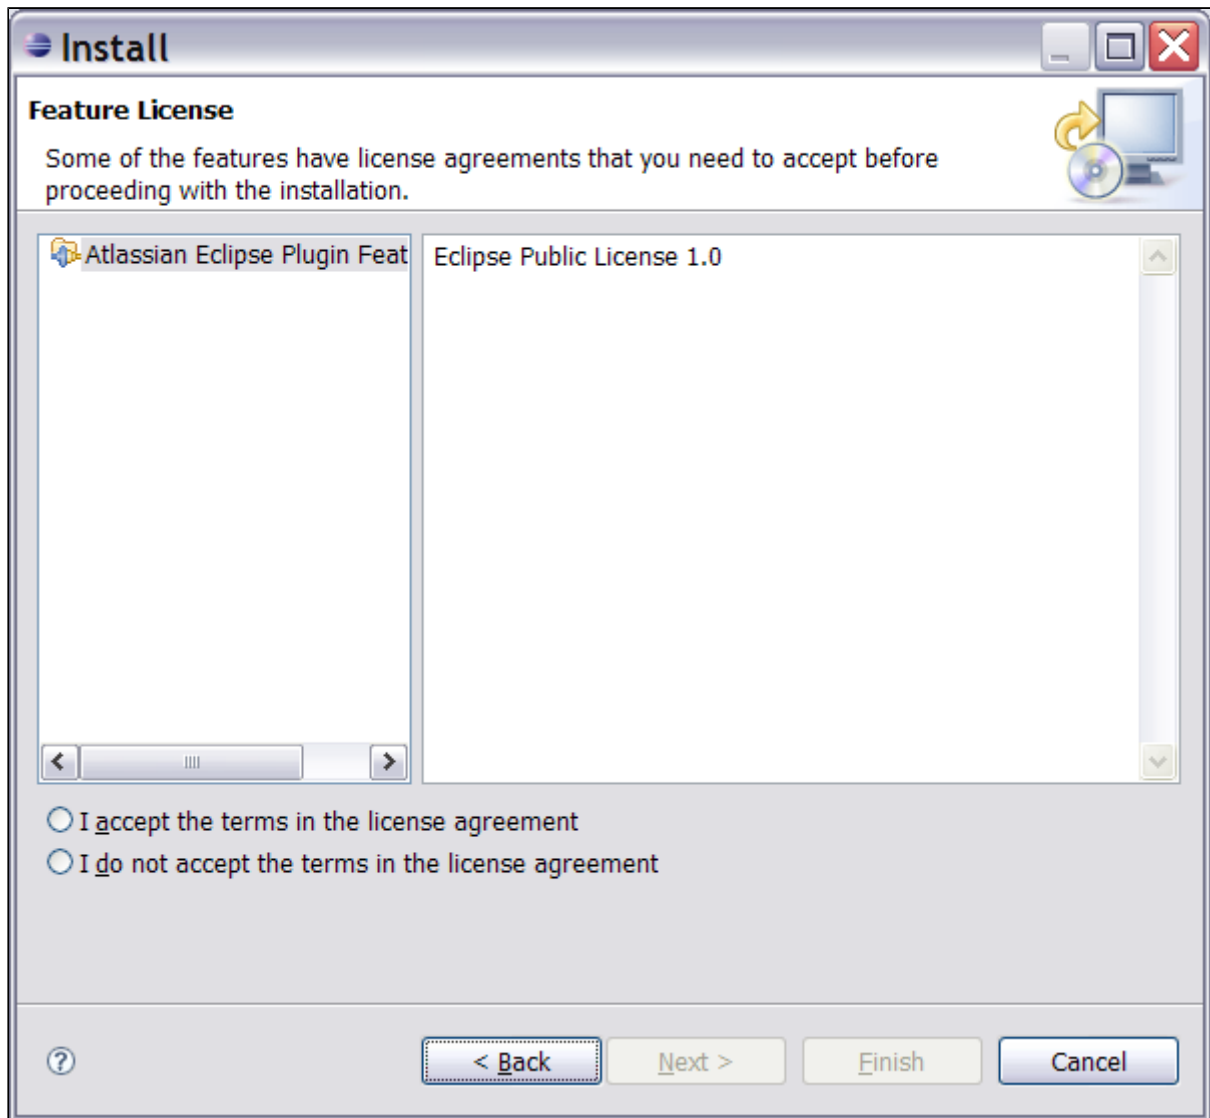 Install
Feature License
Some of the features have license agreements that you need to accept before
proceeding with the installation.
Atlassian Eclipse Plugin Feat
Eclipse Public License 1.0
I accept the terms in the license agreement
I do not accept the terms in the license agreement
?
< Back
Next >
Finish
Cancel